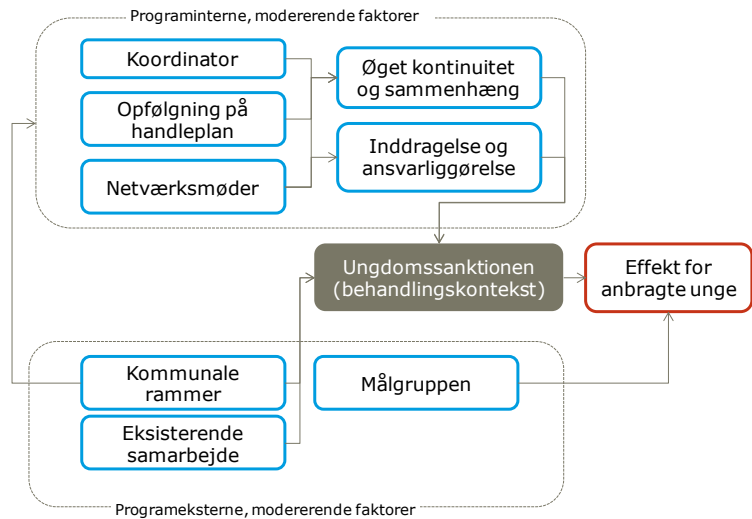 Programinterne, modererende faktorer
Koordinator
Opfølgning på
handleplan
Netværksmøder
Øget kontinuitet
og sammenhæng
Inddragelse og
ansvarliggørelse
Ungdomssanktionen
(behandlingskontekst)
Effekt for
anbragte unge
Kommunale
rammer
Eksisterende
samarbejde
Målgruppen
Programeksterne, modererende faktorer